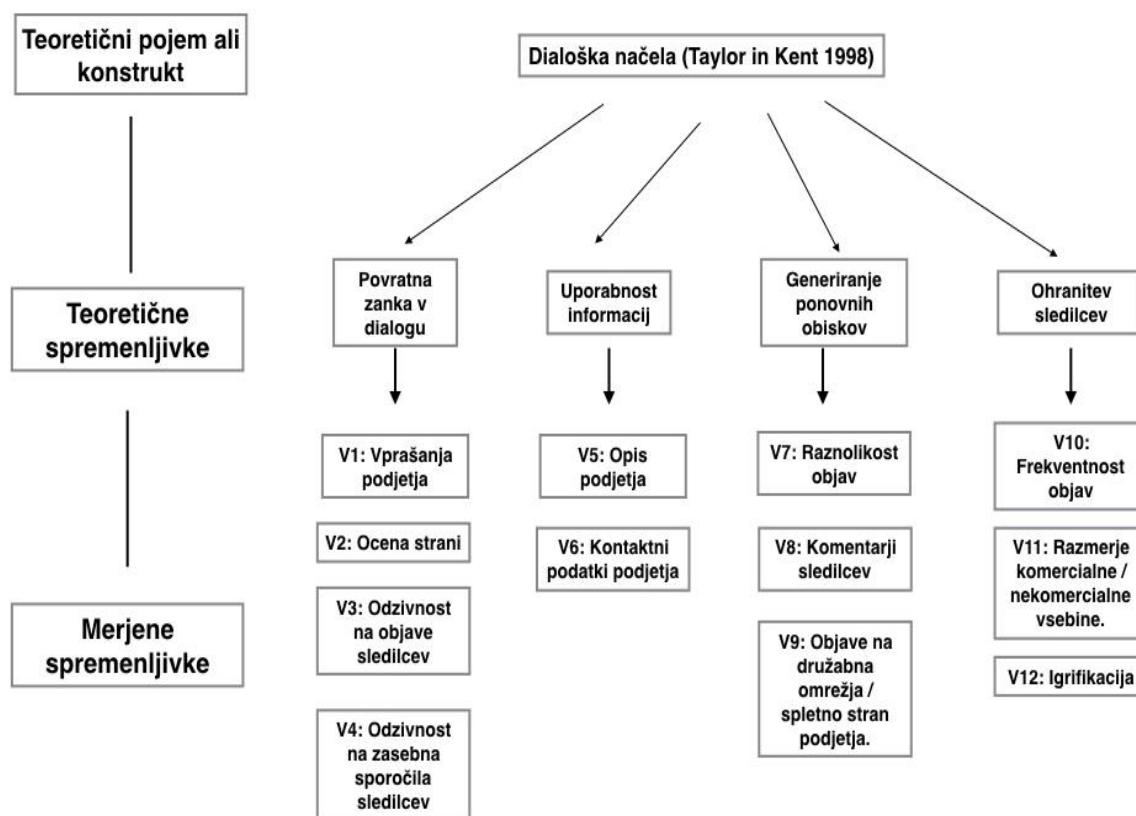 Teoretični pojem ali
konstrukt
Dialoška načela (Taylor in Kent 1998)
Teoretične
spremenljivke
Povratna
zanka v
dialogu
Uporabnost
informacij
Generiranje
ponovnih
obiskov
Ohranitev
sledilcev
Merjene
spremenljivke
V1: Vprašanja
podjetja
V2: Ocena strani
V3: Odzivnost
na objave
sledilcev
V4: Odzivnost
na zasebna
sporočila
sledilcev
V5: Opis
podjetja
V6: Kontaktni
podatki podjetja
V7: Raznolikost
objav
V8: Komentarji
sledilcev
V9: Objave na
družabna
omrežja /
spletno stran
podjetja.
V10:
Frekventnost
objav
V11: Razmerje
komercialne /
nekomercialne
vsebine.
V12: Igrifikacija